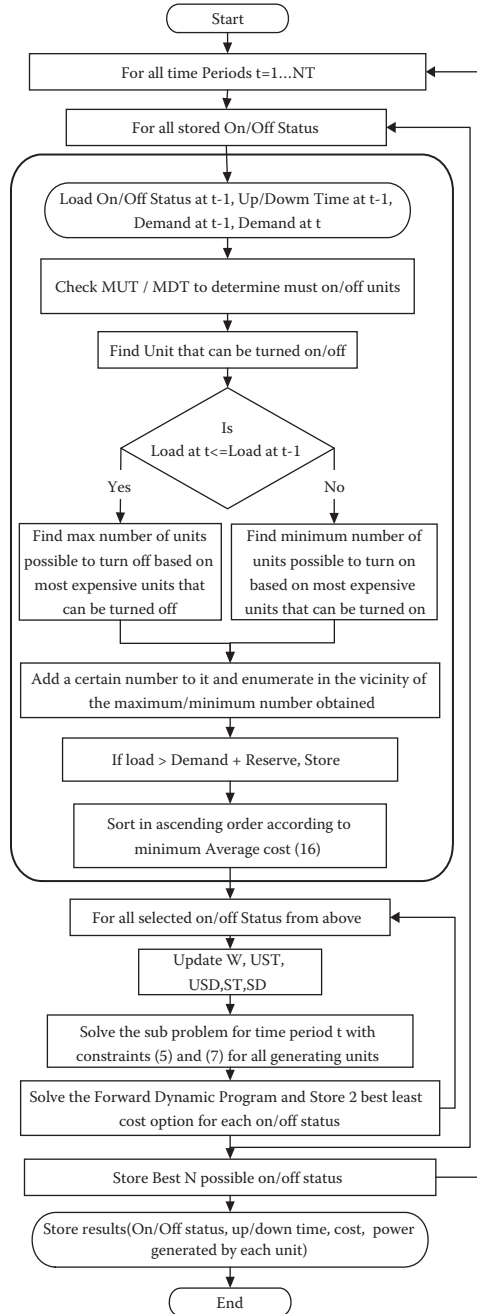 Start
For all time Periods t=1...NT
For all stored On/Off Status
Load On/Off Status at t-1, Up/Dowm Time at t-1,
Demand at t-1, Demand at t
Check MUT / MDT to determine must on/off units
Find Unit that can be turned on/off
Is
Load at t<=Load at t-1
Yes
No
Find max number of units
possible to turn off based on
most expensive units that
can be turned off
Find minimum number of
units possible to turn on
based on most expensive
units that can be turned on
Add a certain number to it and enumerate in the vicinity of
the maximum/minimum number obtained
If load > Demand + Reserve, Store
Sort in ascending order according to
minimum Average cost (16)
For all selected on/off Status from above
Update W, UST,
USD,ST,SD
Solve the sub problem for time period t with
constraints (5) and (7) for all generating units
Solve the Forward Dynamic Program and Store 2 best least
cost option for each on/off status
Store Best N possible on/off status
Store results(On/Off status, up/down time, cost, power
generated by each unit)
End